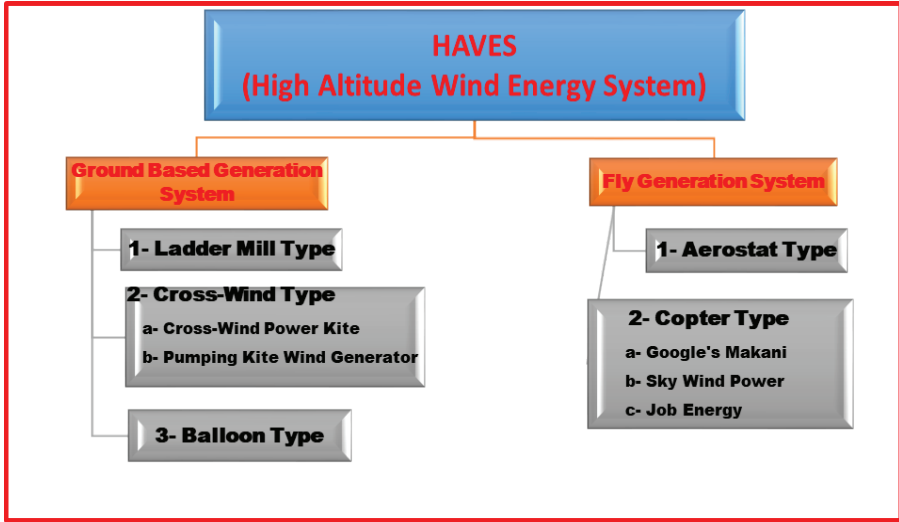 HAVES
(High Altitude Wind Energy System)
Ground Based Generation
System
1- Ladder Mill Type
2- Cross-Wind Type
a- Cross-Wind Power Kite
b- Pumping Kite Wind Generator
3- Balloon Type
Fly Generation System
1- Aerostat Type
2- Copter Type
a- Google's Makani
b- Sky Wind Power
c- Job Energy